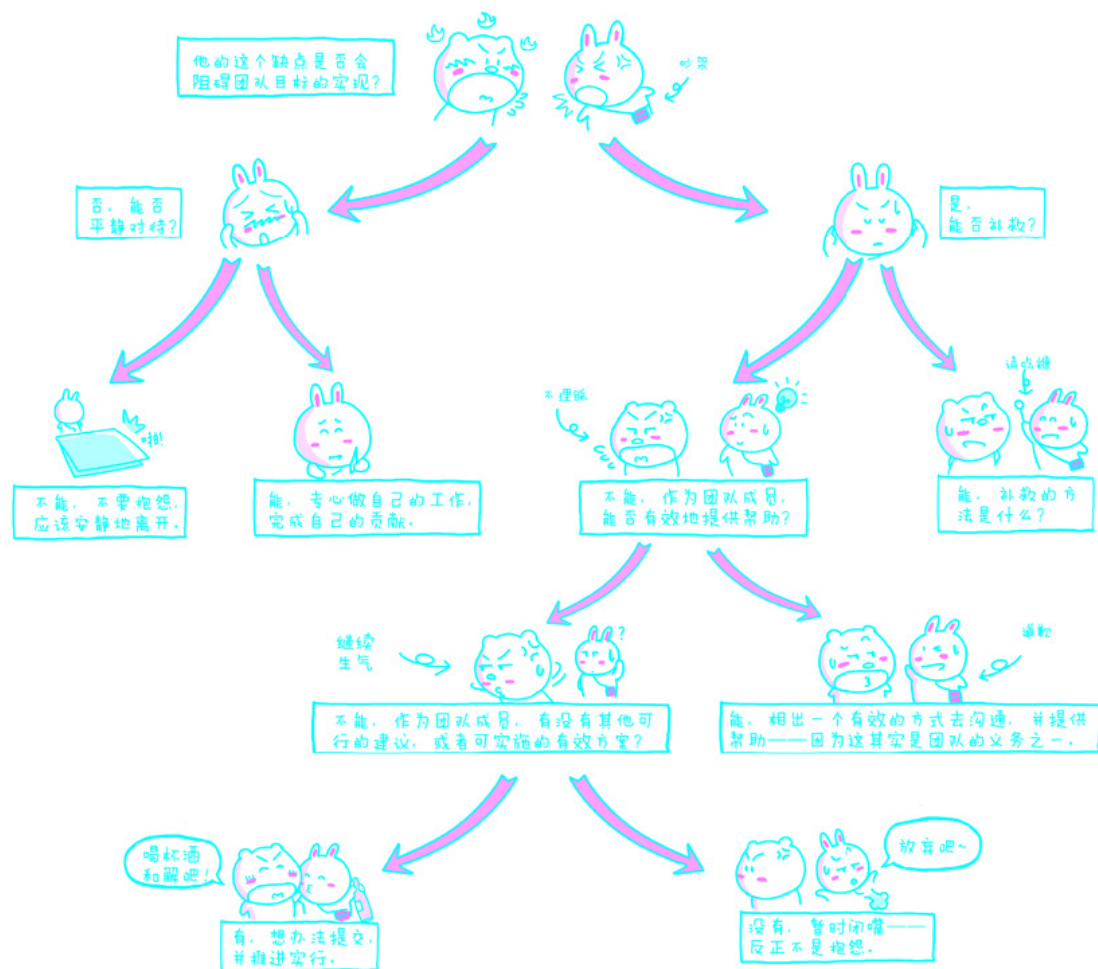 他的这个缺点是否会
阻碍团队目标的实现?
吵架
否,能否
平静对待?
是,
能否补救?
啪!
不能,不要抱怨,
应该安静地离开。
能,专心做自己的工作,
完成自己的贡献。
不理睬
不能,作为团队成员,
能否有效地提供帮助?
请吃糖
能,补救的方
法是什么?
继续
生气
?
不能,作为团队成员,有没有其他可
行的建议,或者可实施的有效方案?
道歉
能,想出一个有效的方式去沟通,并提供
帮助——因为这其实是团队的义务之一。
喝杯酒
和解吧!
有,想办法提交,
并推进实行。
放弃吧~
没有,暂时闭嘴——
反正不是抱怨。